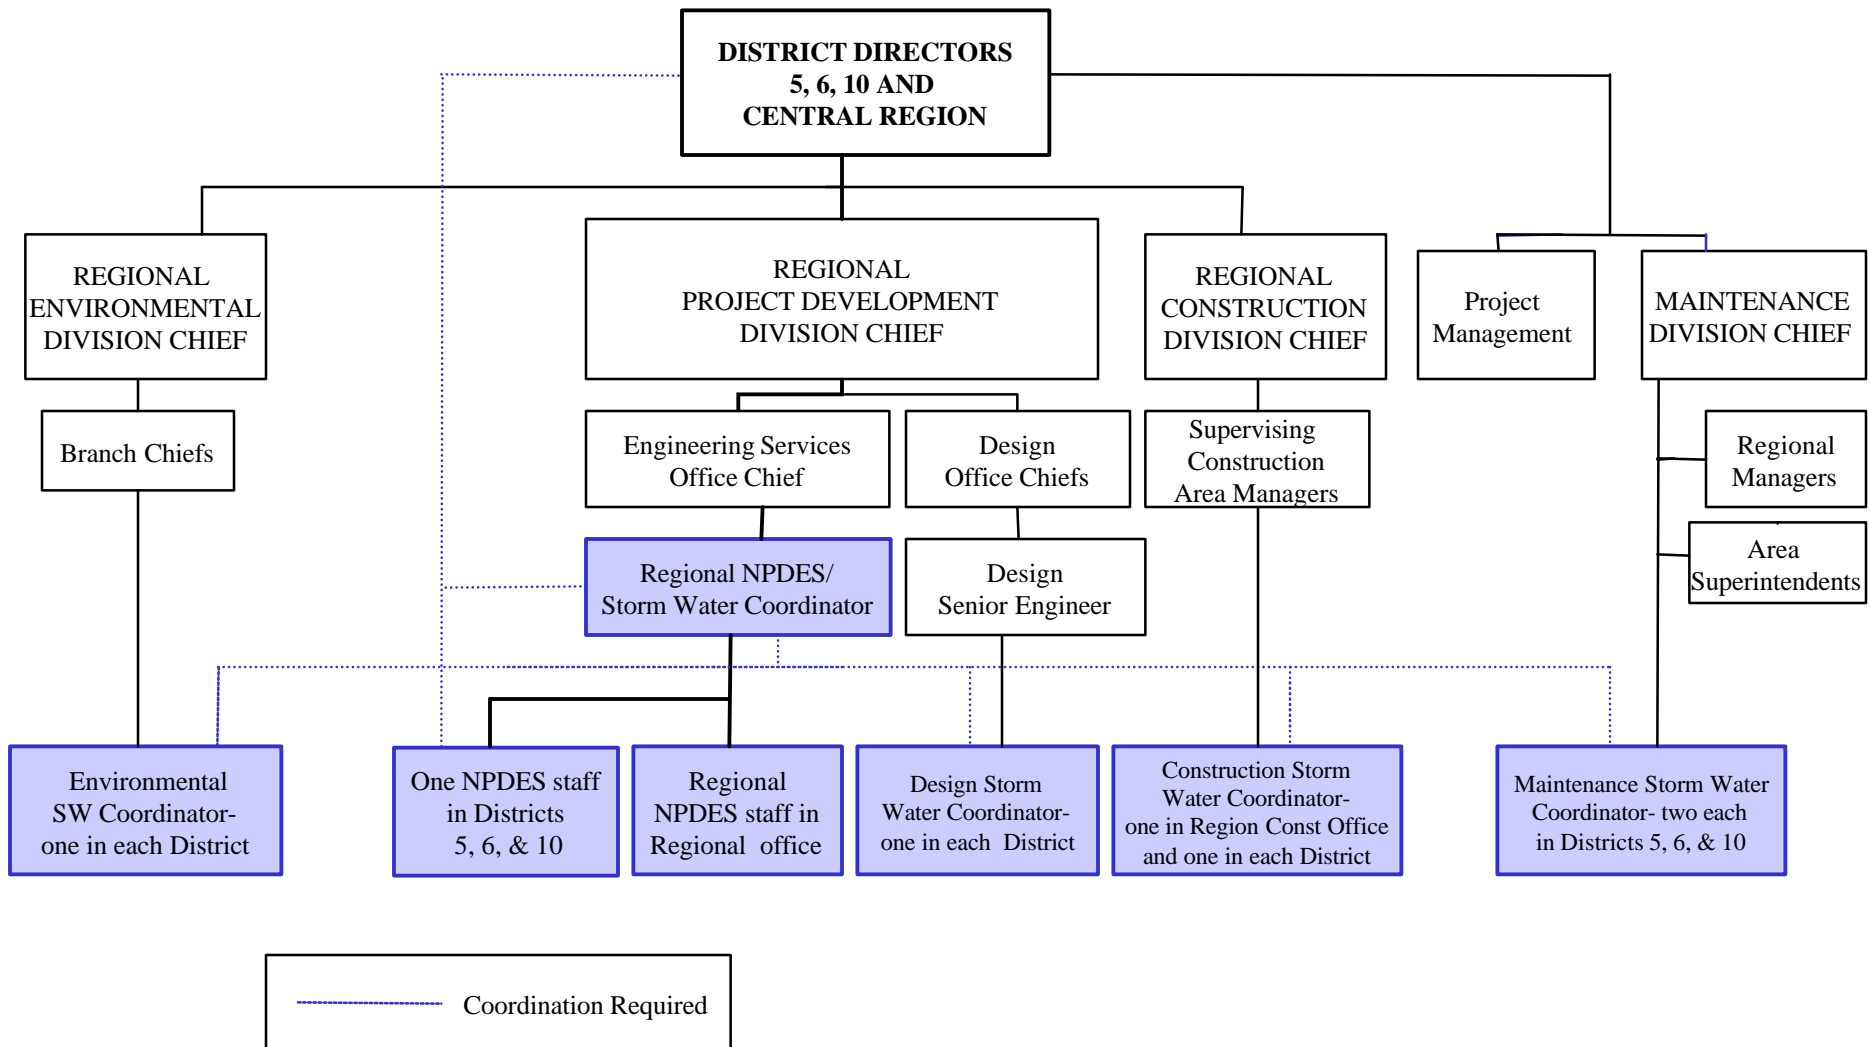 DISTRICT DIRECTORS
5, 6, 10 AND
CENTRAL REGION
REGIONAL
ENVIRONMENTAL
DIVISION CHIEF
REGIONAL
PROJECT DEVELOPMENT
DIVISION CHIEF
REGIONAL
CONSTRUCTION
DIVISION CHIEF
Project
Management
MAINTENANCE
DIVISION CHIEF
Branch Chiefs
Engineering Services
Office Chief
Design
Office Chiefs
Supervising
Construction
Area Managers
Regional
Managers
Area
Superintendents
Regional NPDES/
Storm Water Coordinator
Design
Senior Engineer
Environmental
SW Coordinator-
one in each District
One NPDES staff
in Districts
5, 6, & 10
Regional
NPDES staff in
Regional office
Design Storm
Water Coordinator-
one in each District
Construction Storm
Water Coordinator-
one in Region Const Office
and one in each District
Maintenance Storm Water
Coordinator- two each
in Districts 5, 6, & 10
Coordination Required